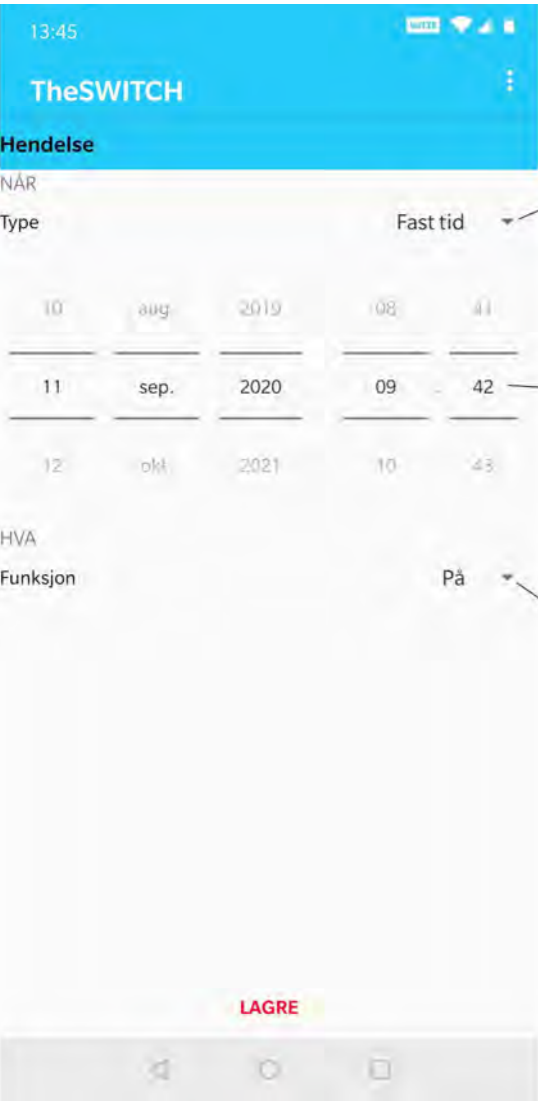 13:45
TheSWITCH
Hendelse
NÅR
Type Fast tid
10 aug. 2019 08 41
11 sep. 2020 09 42
12 okt. 2021 10 43
HVA
Funksjon På
LAGRE